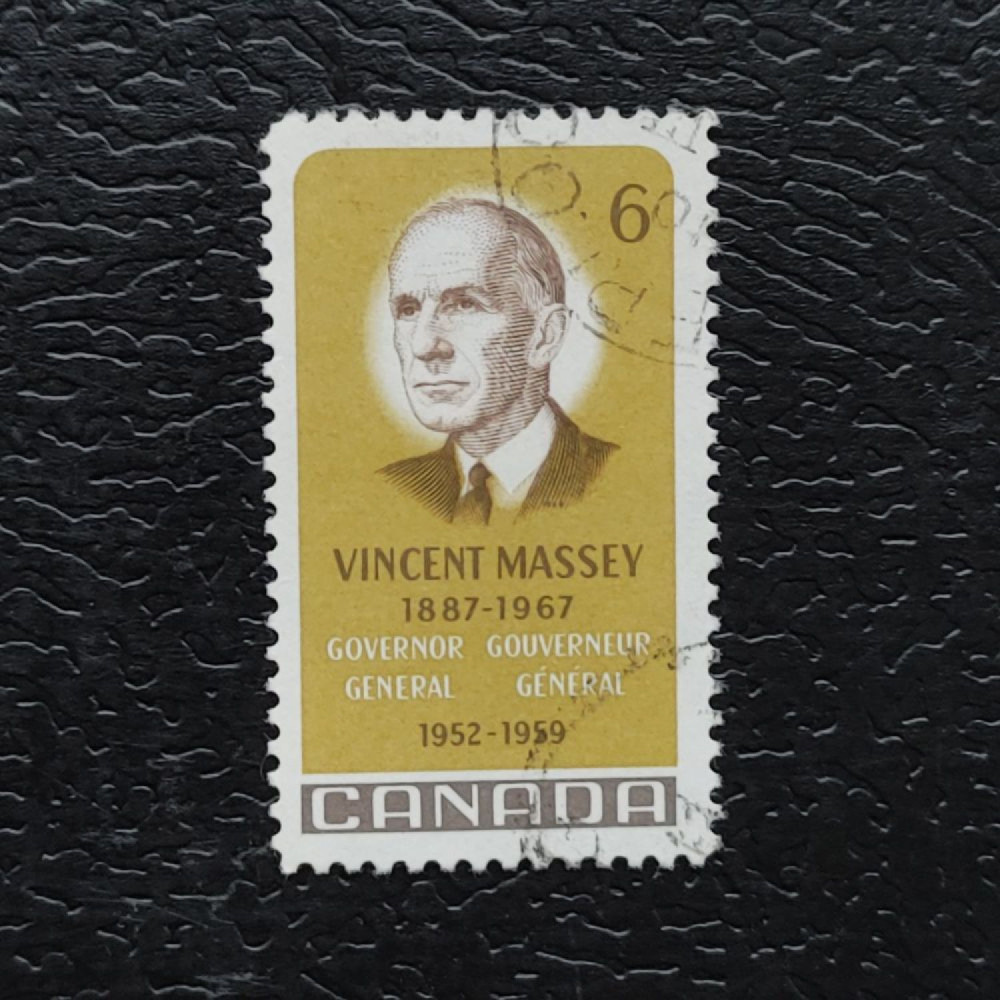 6
VINCENT MASSEY
1887-1967
GOVERNOR GOUVERNEUR
GENERAL GÉNÉRAL
1952-1959
CANADA